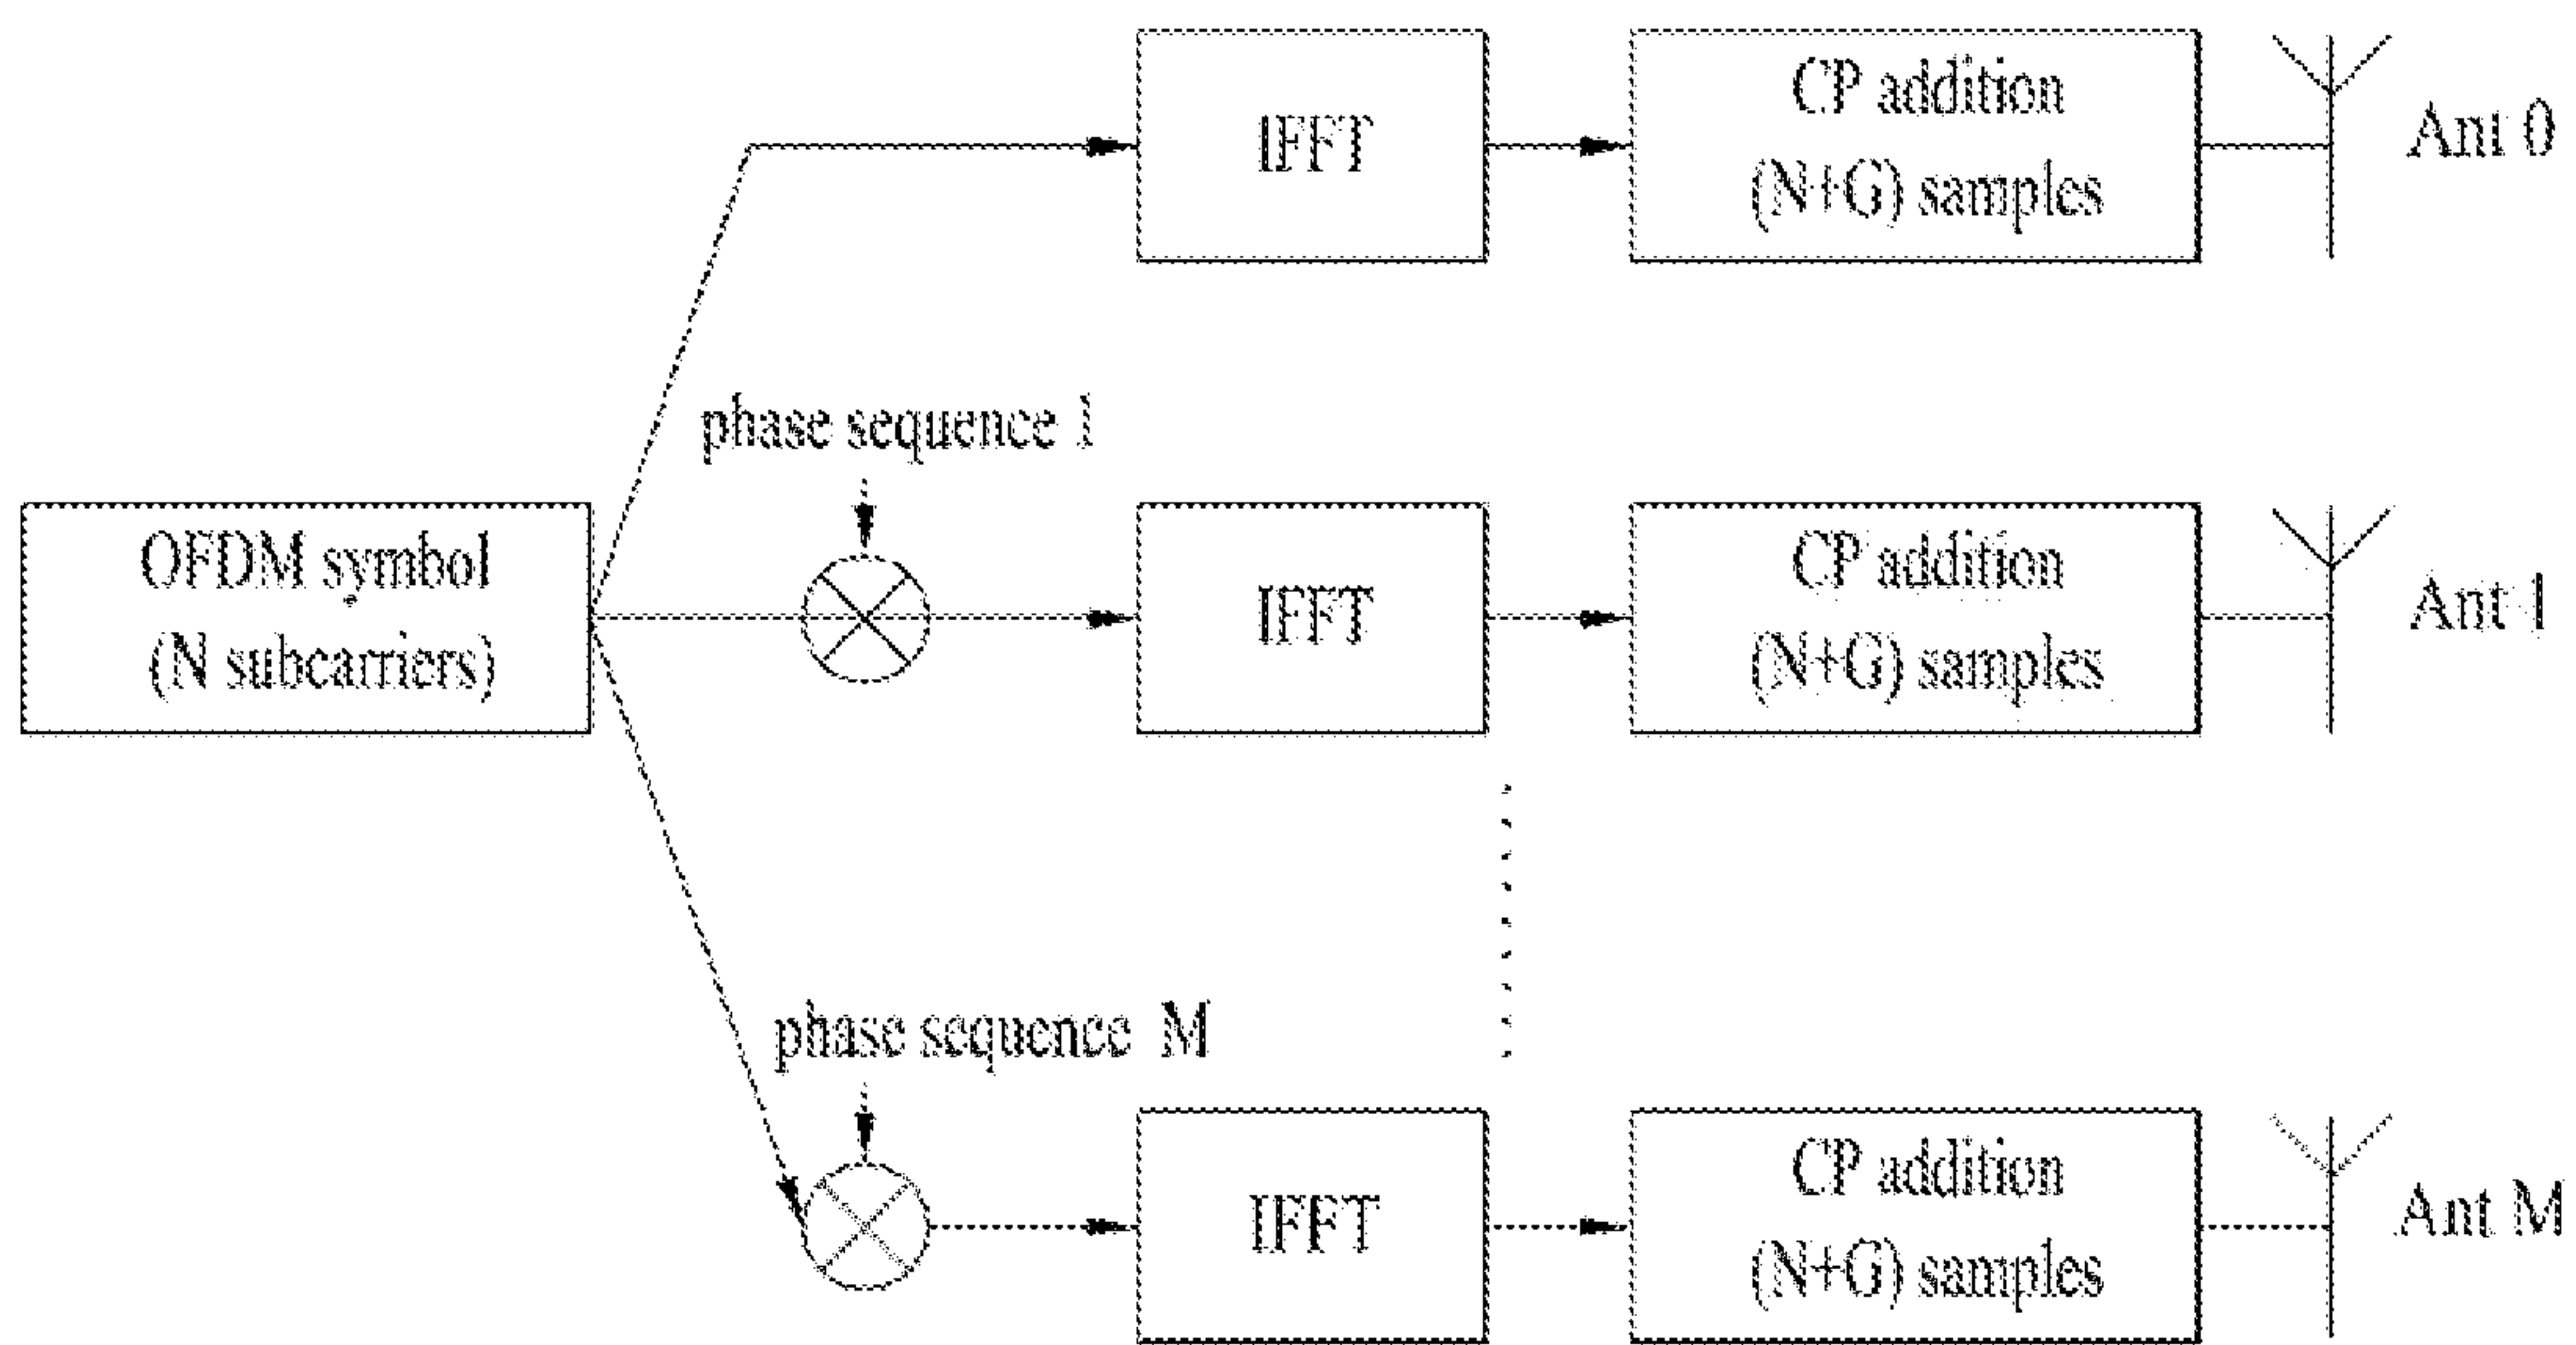 IFFT
CP addition
(N+G) samples
Ant 0
phase sequence 1
OFDM symbol
(N subcarriers)
IFFT
CP addition
(N+G) samples
Ant 1
phase sequence M
IFFT
CP addition
(N+G) samples
Ant M